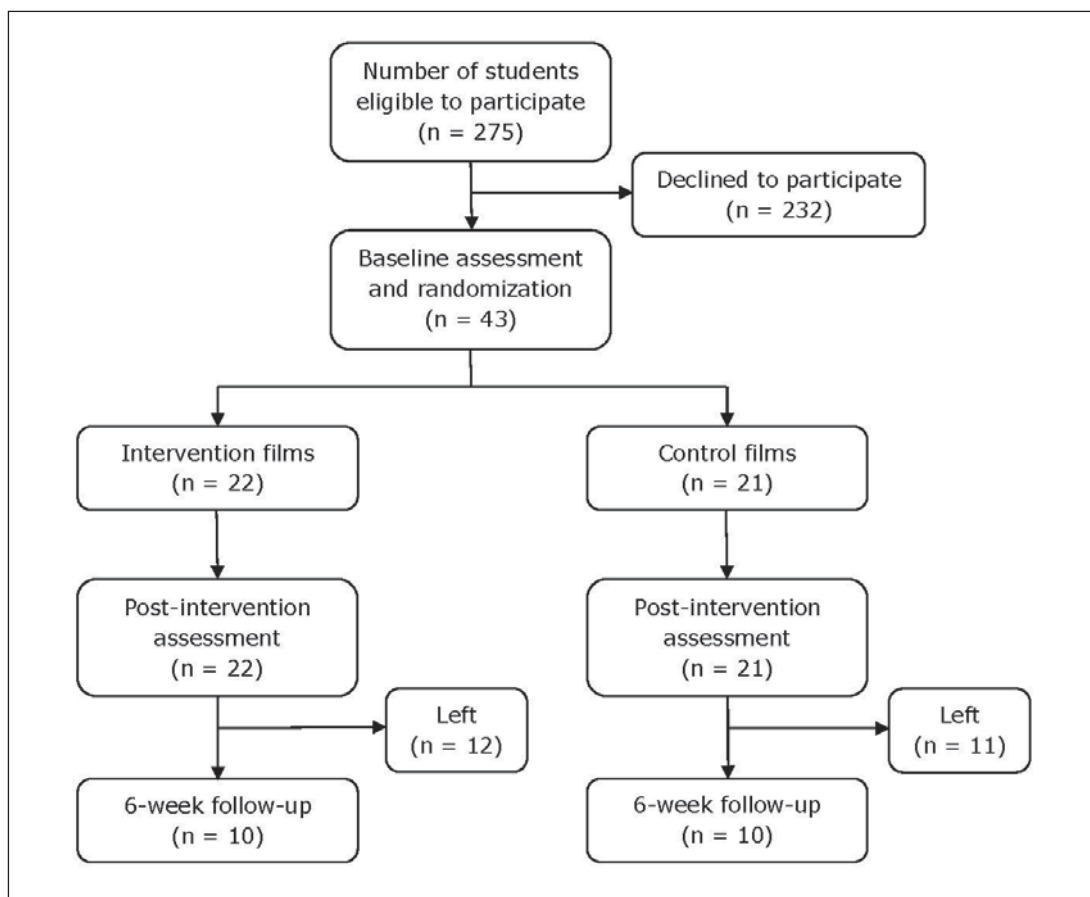 Number of students
eligible to participate
(n = 275)
Declined to participate
(n = 232)
Baseline assessment
and randomization
(n = 43)
Intervention films
(n = 22)
Control films
(n = 21)
Post-intervention
assessment
(n = 22)
Post-intervention
assessment
(n = 21)
Left
(n = 12)
Left
(n = 11)
6-week follow-up
(n = 10)
6-week follow-up
(n = 10)